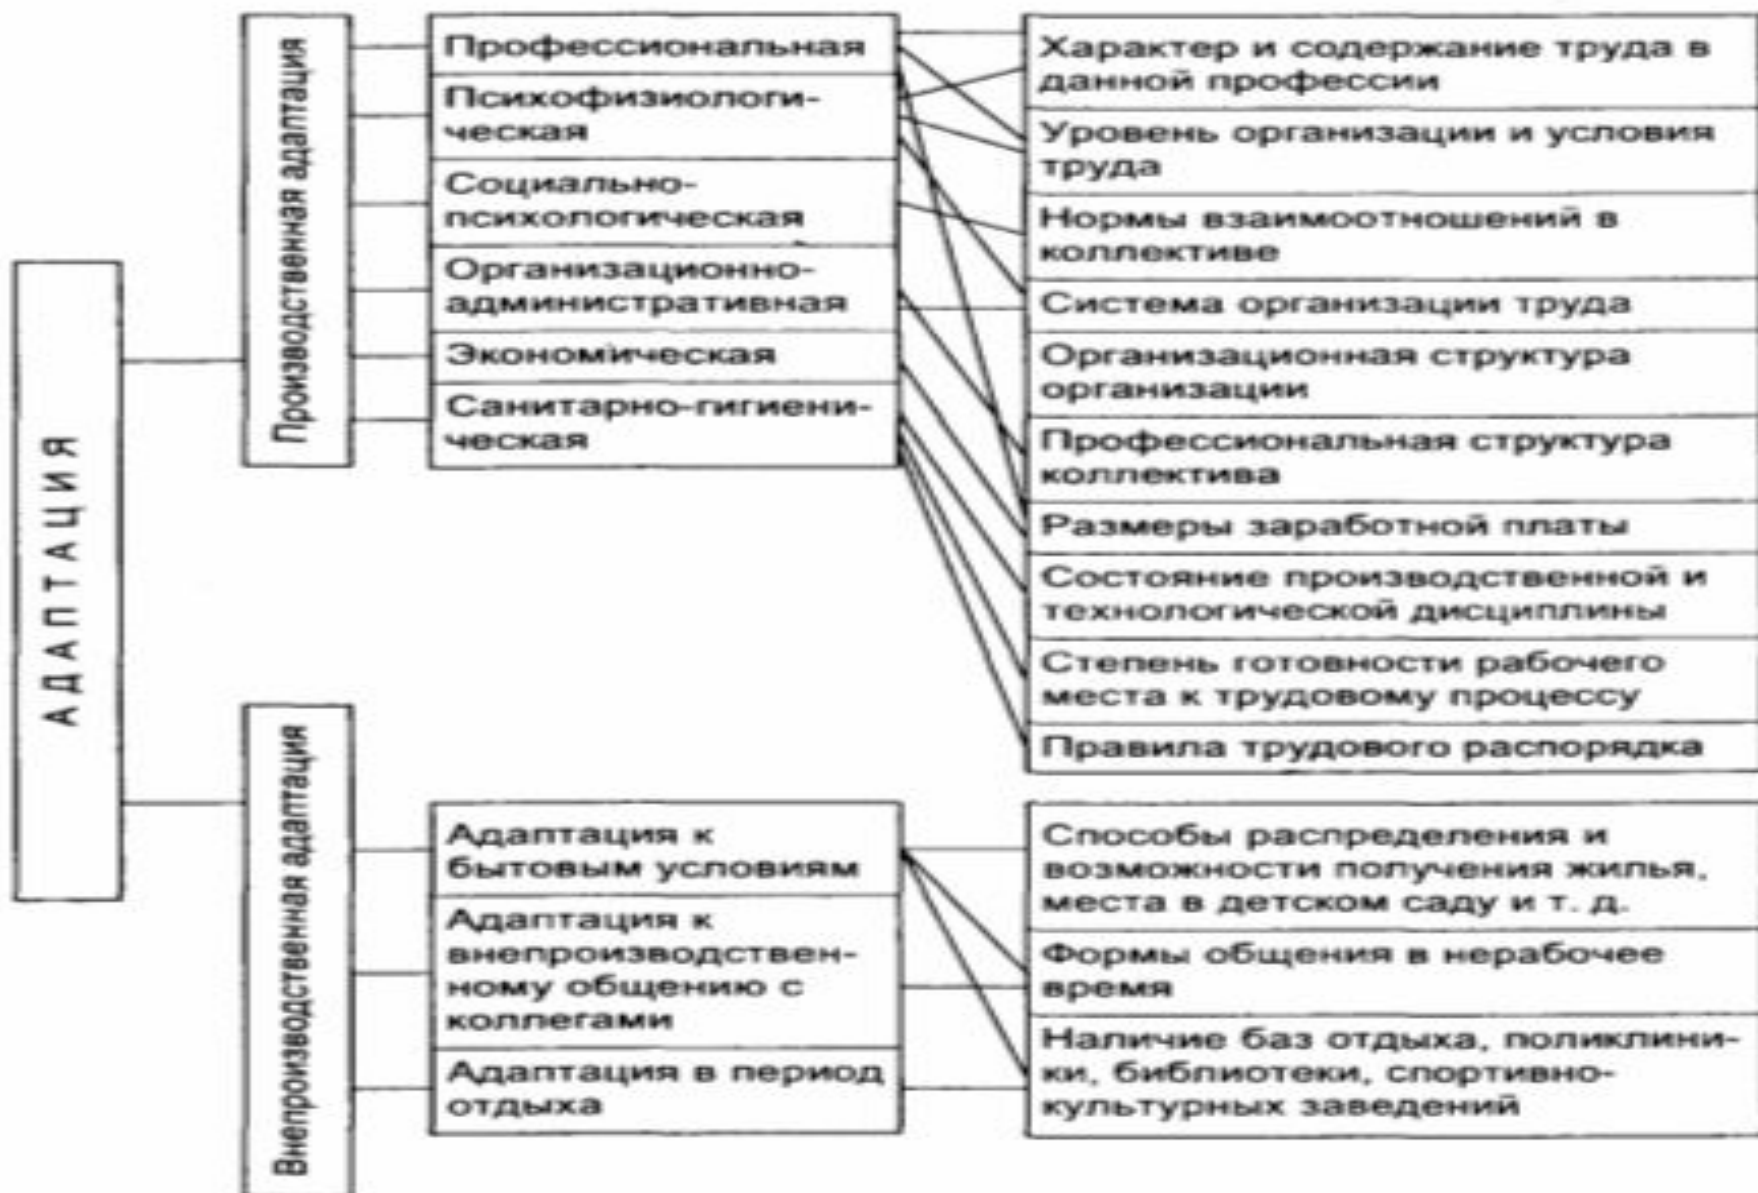 АДАПТАЦИЯ
Производственная адаптация
Профессиональная
Психофизиологи-
ческая
Социально-
психологическая
Организационно-
административная
Экономическая
Санитарно-гигиени-
ческая
Характер и содержание труда в
данной профессии
Уровень организации и условия
труда
Нормы взаимоотношений в
коллективе
Система организации труда
Организационная структура
организации
Профессиональная структура
коллектива
Размеры заработной платы
Состояние производственной и
технологической дисциплины
Степень готовности рабочего
места к трудовому процессу
Правила трудового распорядка
Внепроизводственная адаптация
Адаптация к
бытовым условиям
Адаптация к
внепроизводствен-
ному общению с
коллегами
Адаптация в период
отдыха
Способы распределения и
возможности получения жилья,
места в детском саду и т. д.
Формы общения в нерабочее
время
Наличие баз отдыха, поликлини-
ки, библиотеки, спортивно-
культурных заведений